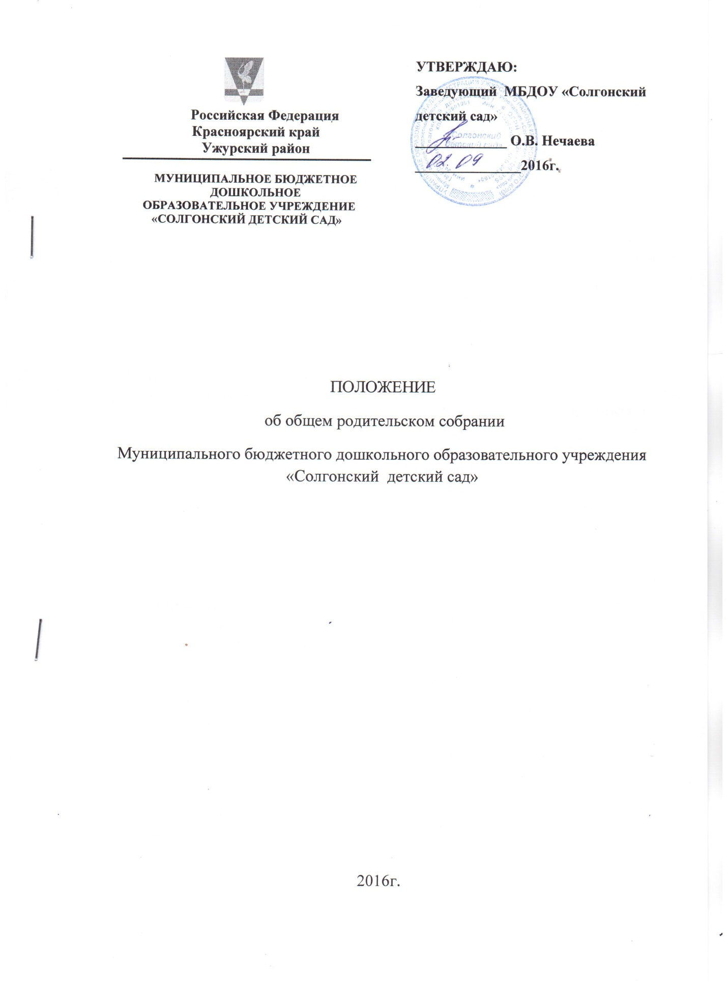 Российская Федерация
Красноярский край
Ужурский район
МУНИЦИПАЛЬНОЕ БЮДЖЕТНОЕ
ДОШКОЛЬНОЕ
ОБРАЗОВАТЕЛЬНОЕ УЧРЕЖДЕНИЕ
«СОЛГОНСКИЙ ДЕТСКИЙ САД»
УТВЕРЖДАЮ:
Заведующий МБДОУ «Солгонский
детский сад»
О.В. Нечаева
02. 09 2016г.
Солгонский
детский сад
ПОЛОЖЕНИЕ
об общем родительском собрании
Муниципального бюджетного дошкольного образовательного учреждения
«Солгонский детский сад»
2016г.